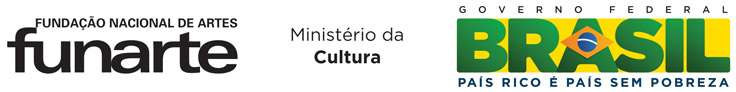 FUNDAÇÃO NACIONAL DE ARTES
funarte
Ministério da
Cultura
GOVERNO FEDERAL
BRASIL
PAÍS RICO É PAÍS SEM POBREZA